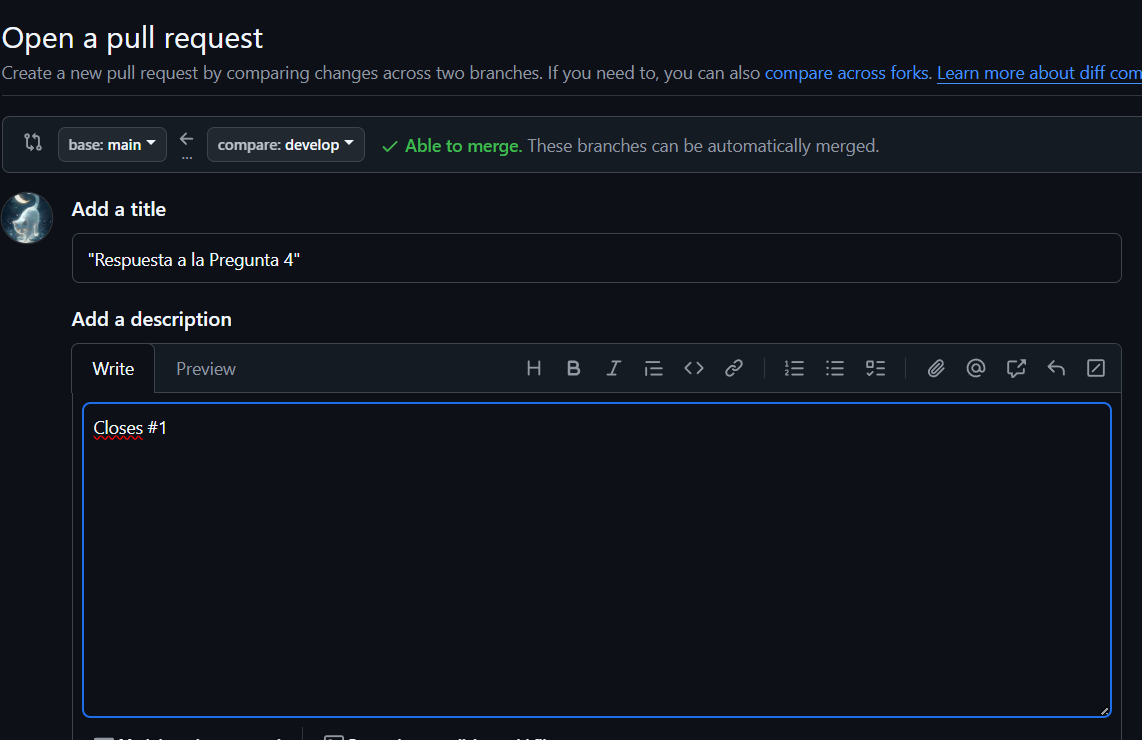 Open a pull request
Create a new pull request by comparing changes across two branches. If you need to, you can also compare across forks. Learn more about diff com
base: main ← compare: develop ✓ Able to merge. These branches can be automatically merged.
...
Add a title
"Respuesta a la Pregunta 4"
Add a description
Write Preview
Closes #1